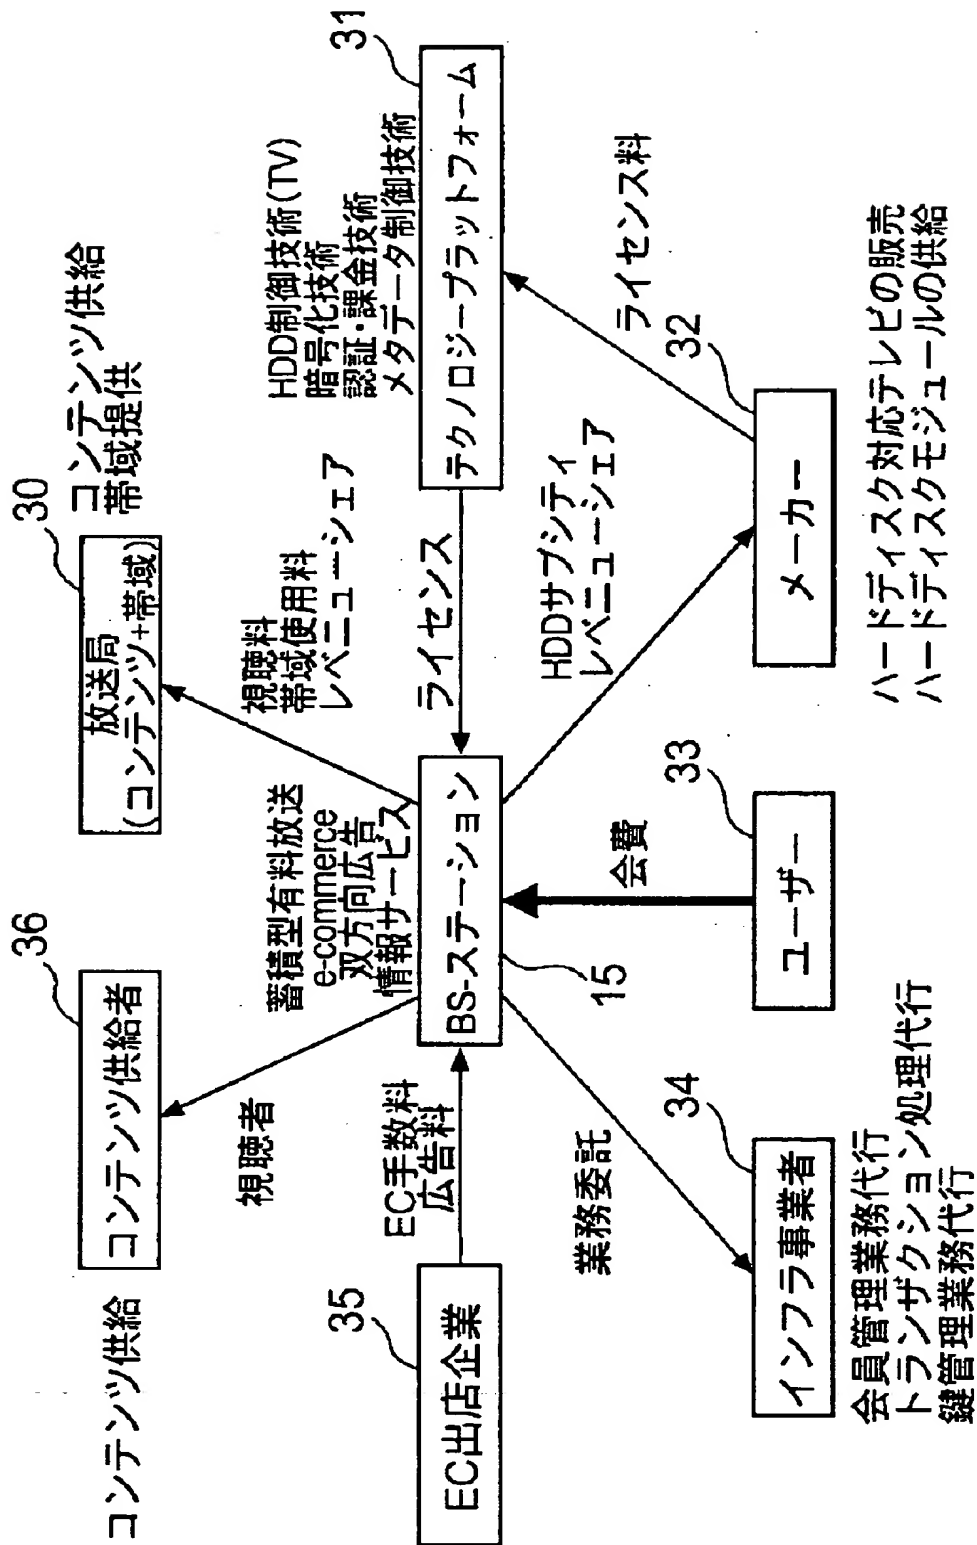 コンテンツ供給
36
コンテンツ供給者
30
放送局
(コンテンツ+帯域)
コンテンツ供給
帯域提供
視聴者
蓄積型有料放送
e-commerce
双方向広告
情報サービス
視聴料
帯域使用料
レベニューシェア
HDD制御技術(TV)
暗号化技術
認証・課金技術
メタデータ制御技術
31
35
EC出店企業
EC手数料
広告料
BS-ステーション
15
ライセンス
テクノロジープラットフォーム
業務委託
会費
HDDサブシティ
レベニューシェア
ライセンス料
34
インフラ事業者
33
ユーザー
32
メーカー
会員管理業務代行
トランザクション処理代行
鍵管理業務代行
ハードディスク対応テレビの販売
ハードディスクモジュールの供給